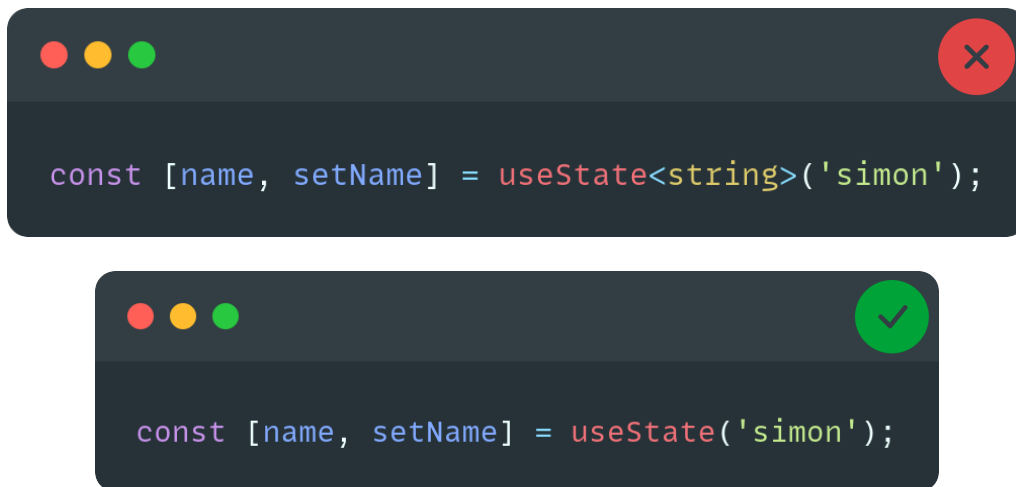 const [name, setName] = useState<string>('simon');
const [name, setName] = useState('simon');